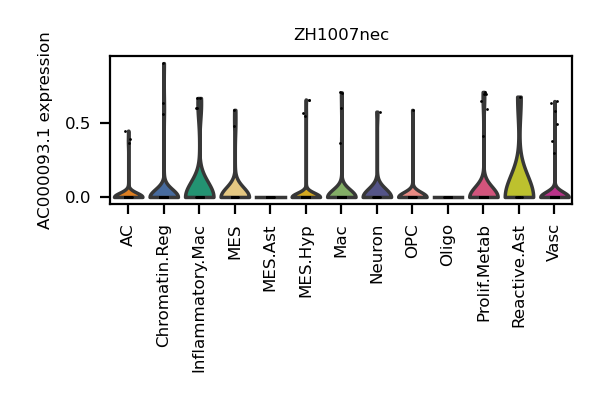 ZH1007nec
AC000093.1 expression
0.5
0.0
AC
Chromatin.Reg
Inflammatory.Mac
MES
MES.Ast
MES.Hyp
Mac
Neuron
OPC
Oligo
Prolif.Metab
Reactive.Ast
Vasc